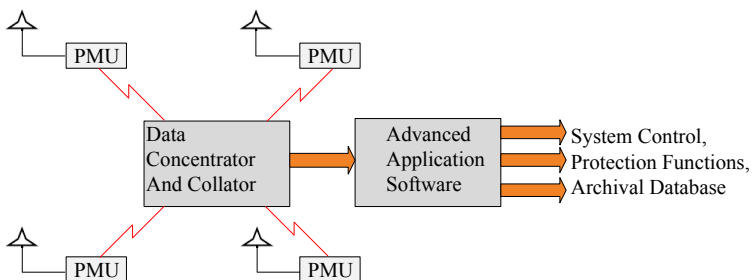 PMU
PMU
Data
Concentrator
And Collator
Advanced
Application
Software
System Control,
Protection Functions,
Archival Database
PMU
PMU